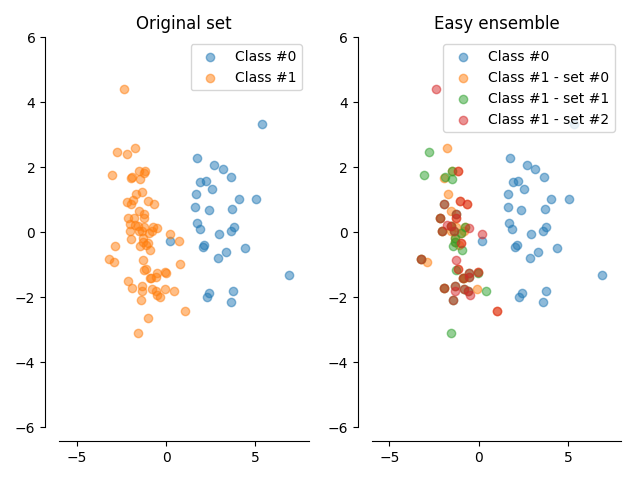 Original set
Easy ensemble
Class #0
Class #1
Class #0
Class #1 - set #0
Class #1 - set #1
Class #1 - set #2
6
4
2
0
−2
−4
−6
−5
0
5
6
4
2
0
−2
−4
−6
−5
0
5